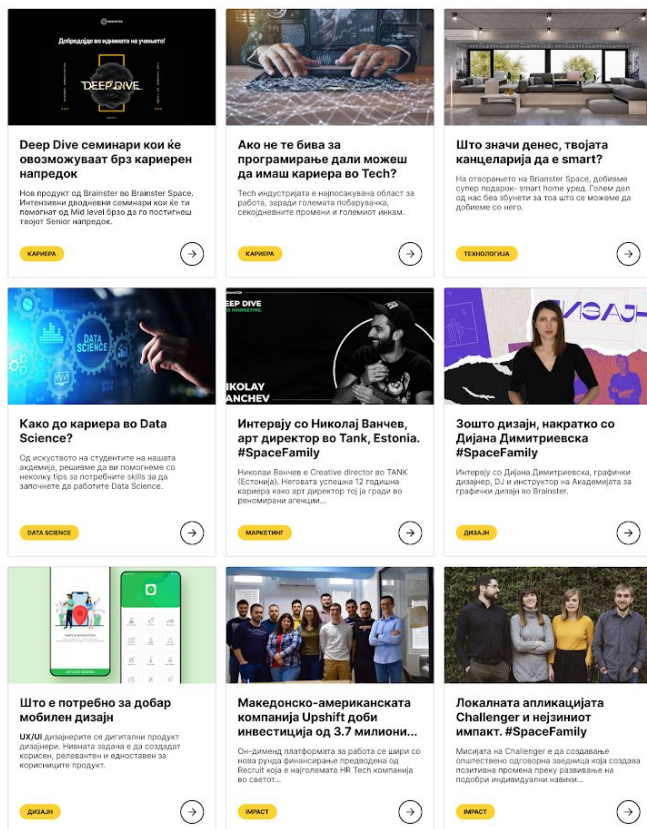 BRAINSTER
Добредојде во иднината на учењето!
DEEP DIVE
Deep Dive семинари кои ќе
овозможуваат брз кариерен
напредок
Нов продукт од Brainster во Brainster Space.
Интензивни дводневни семинари кои ќе ти
помогнат од Mid level брзо да го постигнеш
твојот Senior напредок.
КАРИЕРА
Ако не те бива за
програмирање дали можеш
да имаш кариера во Tech?
Tech индустријата е најпосакувана област за
работа, заради големата побарувачка,
секојдневните промени и големиот инкам.
КАРИЕРА
Што значи денес, твојата
канцеларија да е smart?
На отворањето на Brianster Space, добивме
супер подарок- smart home уред. Голем дел
од нас беа збунети за тоа што се можеме да
добиеме со него.
ТЕХНОЛОГИЈА
DATA
SCIENCE
Како до кариера во Data
Science?
Од искуството на студентите на нашата
академија, решивме да ви помогнеме со
неколку tips за потребните skills за да
започнете да работите Data Science.
DATA SCIENCE
EEP DIVE
O MARKETING
IKOLAY
ANCHEV
Интервју со Николај Ванчев,
арт директор во Tank, Estonia.
#SpaceFamily
Николаи Ванчев е Creative director во TANK
(Естонија). Неговата успешна 12 годишна
кариера како арт директор тој ја гради во
реномирани агенции...
МАРКЕТИНГ
ДИЗАЈН
Зошто дизајн, накратко со
Дијана Димитриевска
#SpaceFamily
Интервју со Дијана Димитриевска, графички
дизајнер, DJ и инструктор на Академијата за
графички дизајн во Brainster.
ДИЗАЈН
Што е потребно за добар
мобилен дизајн
UX/UI дизајнерите се дигитални продукт
дизајнери. Нивната задача е да создадат
корисен, релевантен и едноставен за
корисниците продукт.
ДИЗАЈН
Македонско-американската
компанија Upshift доби
инвестиција од 3.7 милиони...
Он-дименд платформата за работа се шири со
нова рунда финансирање предводена од
Recruit која е најголемата HR Tech компанија
во светот...
IMPACT
Локалната апликацијата
Challenger и нејзиниот
импакт. #SpaceFamily
Мисијата на Challenger е да создавање
општествено одговорна заедница која создава
позитивна промена преку развивање на
подобри индивидуални навики...
IMPACT